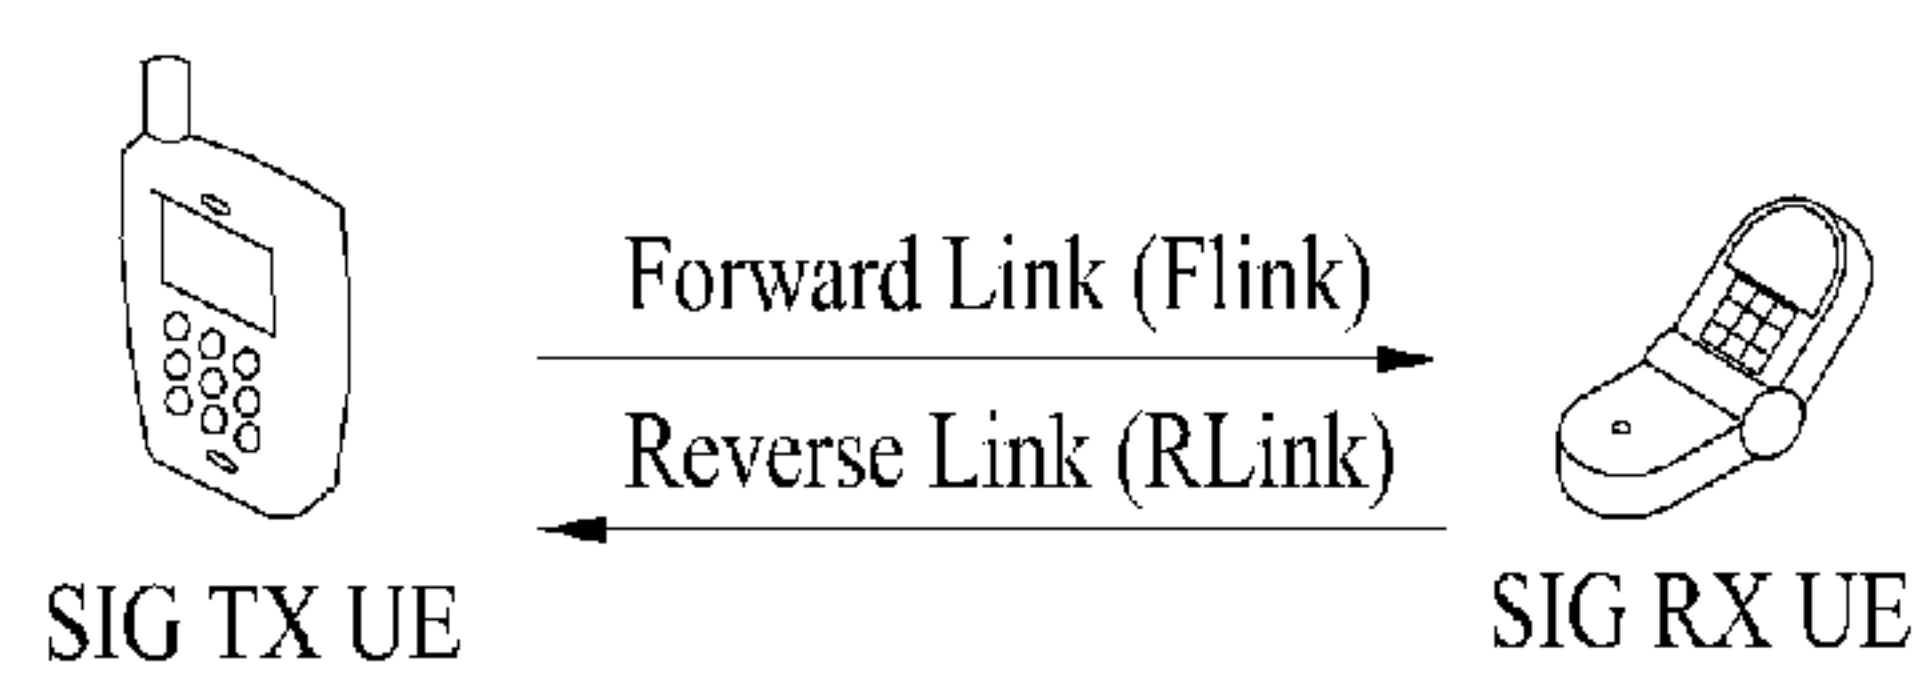 Forward Link (Flink)
Reverse Link (RLink)
SIG TX UE
SIG RX UE